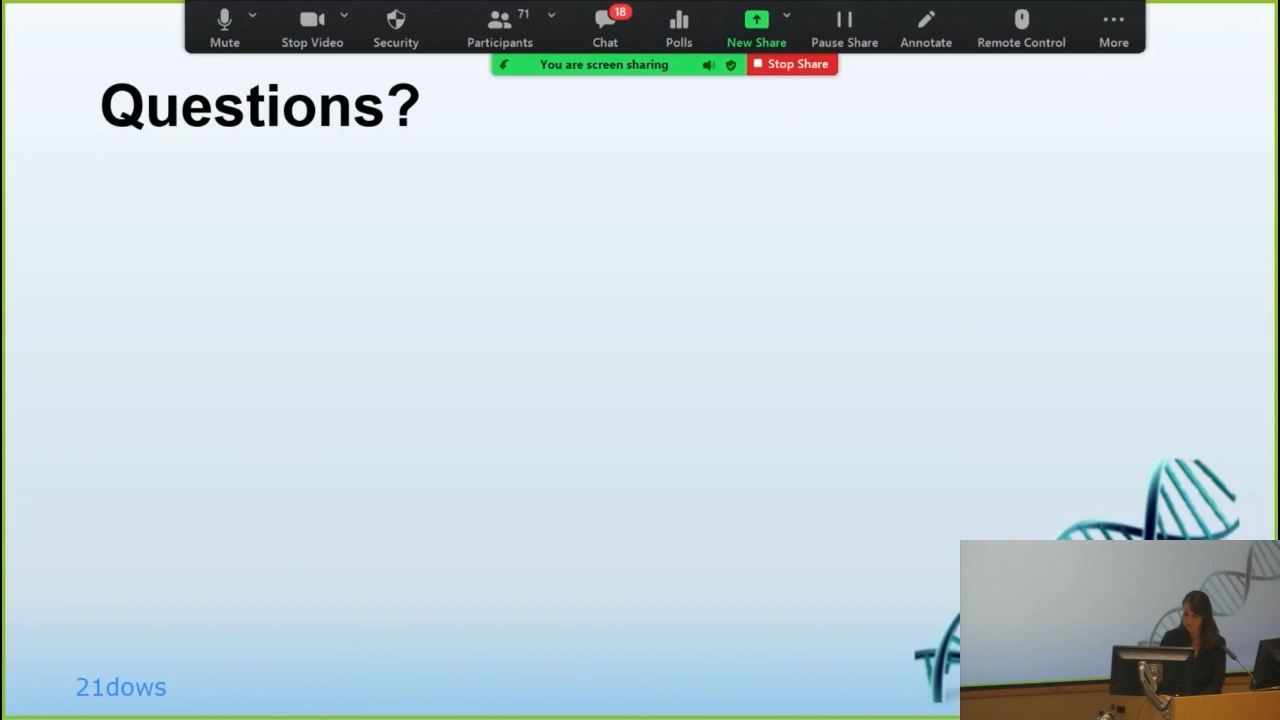 71
18
Mute
Stop Video
Security
Participants
Chat
Polls
New Share
Pause Share
Annotate
Remote Control
More
You are screen sharing
Stop Share
Questions?
21dows